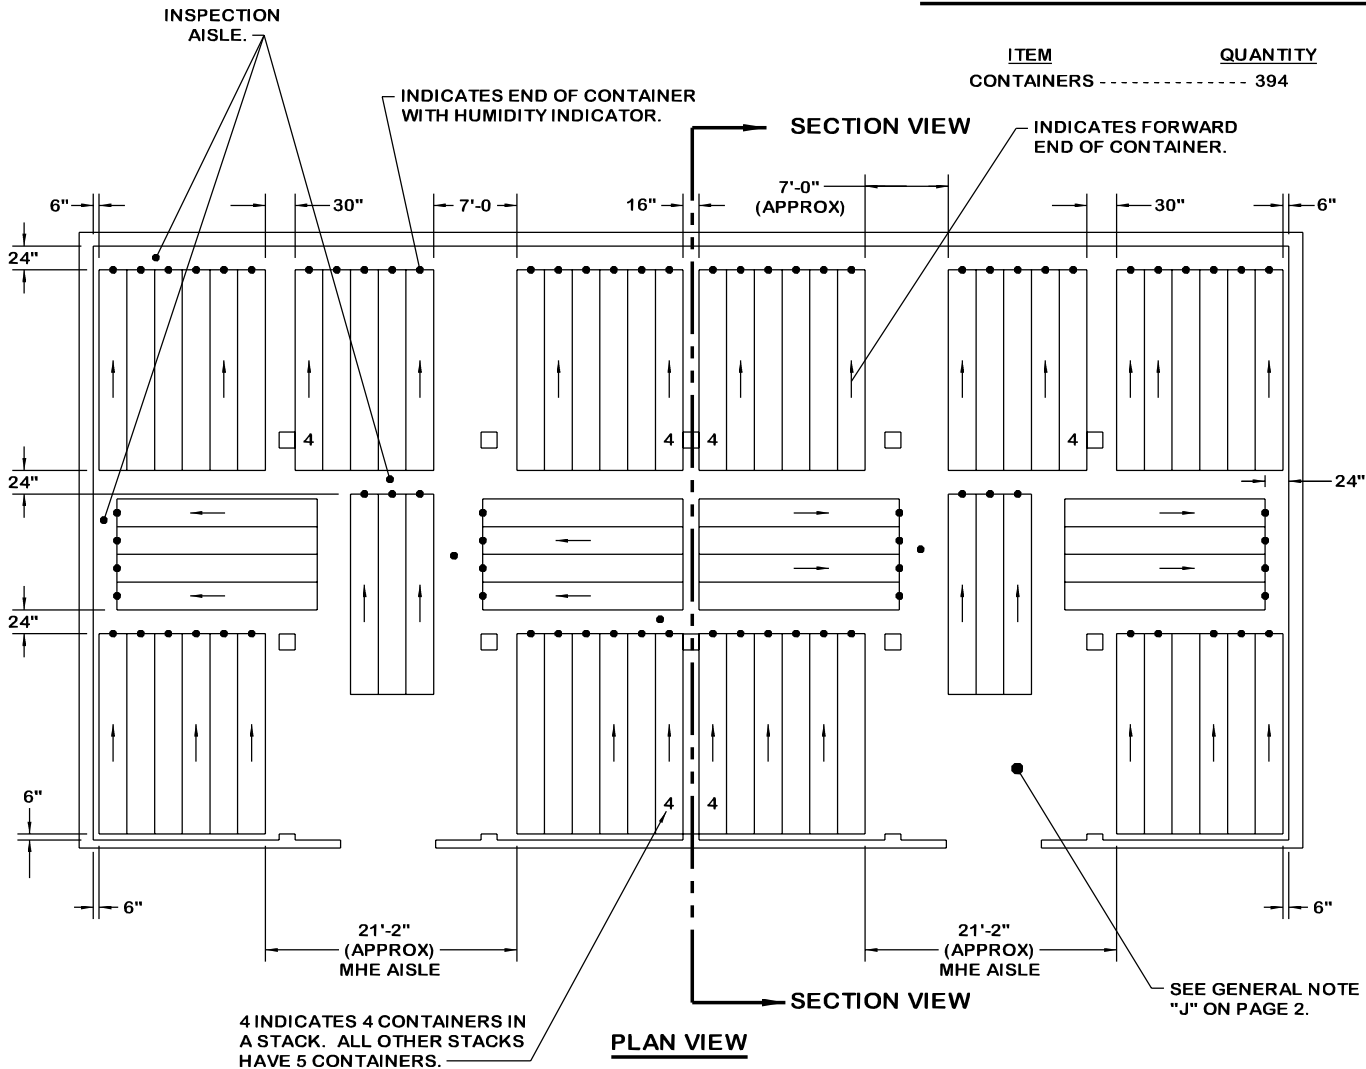 INSPECTION
AISLE.
ITEM QUANTITY
CONTAINERS - - - - - - - - - - - - - 394
INDICATES END OF CONTAINER
WITH HUMIDITY INDICATOR.
SECTION VIEW
INDICATES FORWARD
END OF CONTAINER.
6" 30" 7'-0 16" 7'-0"
(APPROX)
30" 6"
24"
4 4 4 4
24" 24"
24"
6"
4 4
6" 6"
21'-2"
(APPROX)
MHE AISLE
21'-2"
(APPROX)
MHE AISLE
SECTION VIEW
SEE GENERAL NOTE
"J" ON PAGE 2.
4 INDICATES 4 CONTAINERS IN
A STACK. ALL OTHER STACKS
HAVE 5 CONTAINERS.
PLAN VIEW